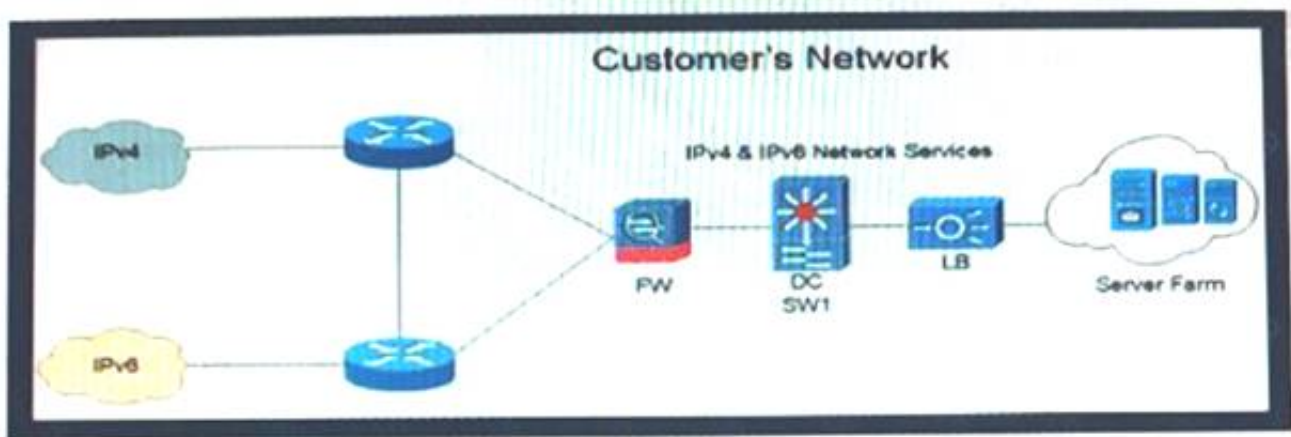 Customer's Network
IPv4
IPv4 & IPv6 Network Services
FW
DC
SW1
LB
Server Farm
IPv6